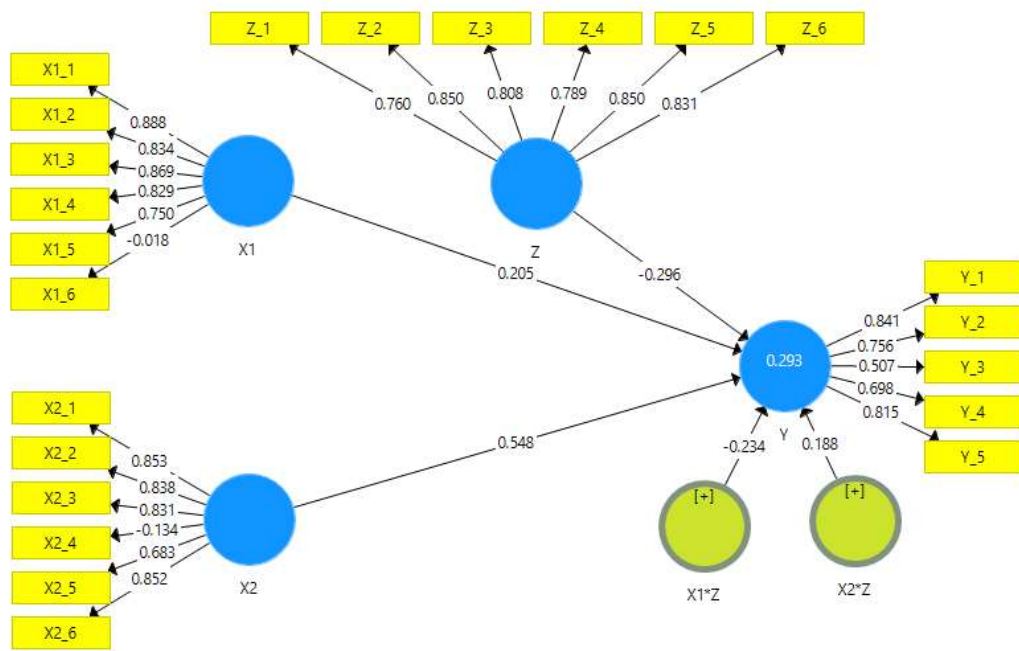 Z_1 Z_2 Z_3 Z_4 Z_5 Z_6
0.760 0.850 0.808 0.789 0.850 0.831
Z
X1_1
X1_2
X1_3
X1_4
X1_5
X1_6
0.888
0.834
0.869
0.829
0.750
-0.018
X1
0.205
-0.296
X2_1
X2_2
X2_3
X2_4
X2_5
X2_6
0.853
0.838
0.831
-0.134
0.683
0.852
X2
0.548
0.293
Y
0.841
0.756
0.507
0.698
0.815
Y_1
Y_2
Y_3
Y_4
Y_5
-0.234
0.188
[+]
X1*Z
[+]
X2*Z